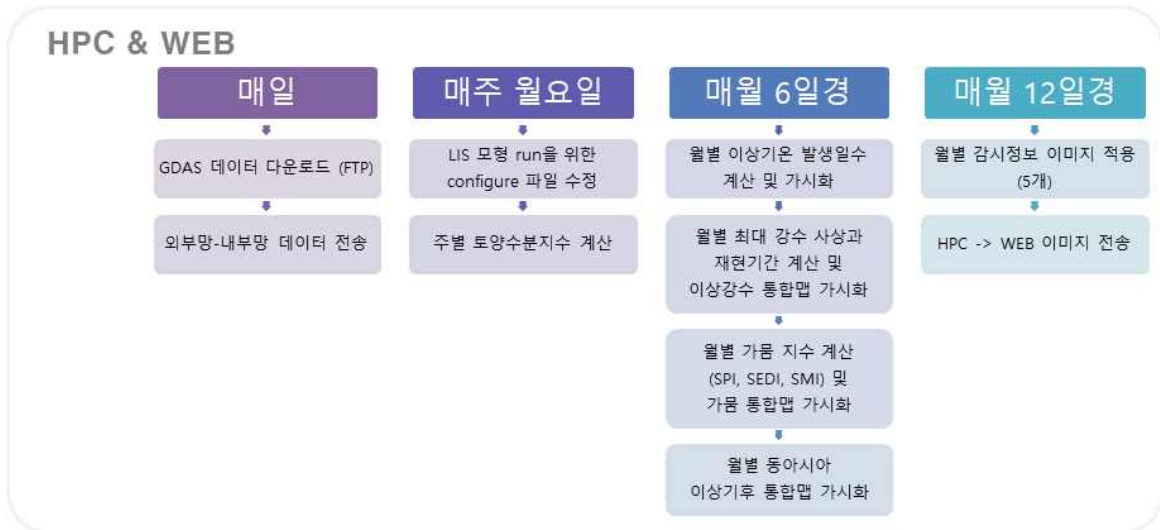 HPC & WEB
매일
GDAS 데이터 다운로드 (FTP)
외부망-내부망 데이터 전송
매주 월요일
LIS 모형 run을 위한
configure 파일 수정
주별 토양수분지수 계산
매월 6일경
월별 이상기온 발생일수
계산 및 가시화
월별 최대 강수 사상과
재현기간 계산 및
이상강수 통합맵 가시화
월별 가뭄 지수 계산
(SPI, SEDI, SMI) 및
가뭄 통합맵 가시화
월별 동아시아
이상기후 통합맵 가시화
매월 12일경
월별 감시정보 이미지 적용
(5개)
HPC -> WEB 이미지 전송